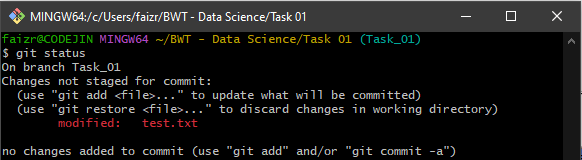 MINGW64:/c/Users/faizr/BWT - Data Science/Task 01
faizr@CODEJIN MINGW64 ~/BWT - Data Science/Task 01 (Task_01)
$ git status
On branch Task_01
Changes not staged for commit:
  (use "git add <file>..." to update what will be committed)
  (use "git restore <file>..." to discard changes in working directory)
        modified:   test.txt
no changes added to commit (use "git add" and/or "git commit -a")